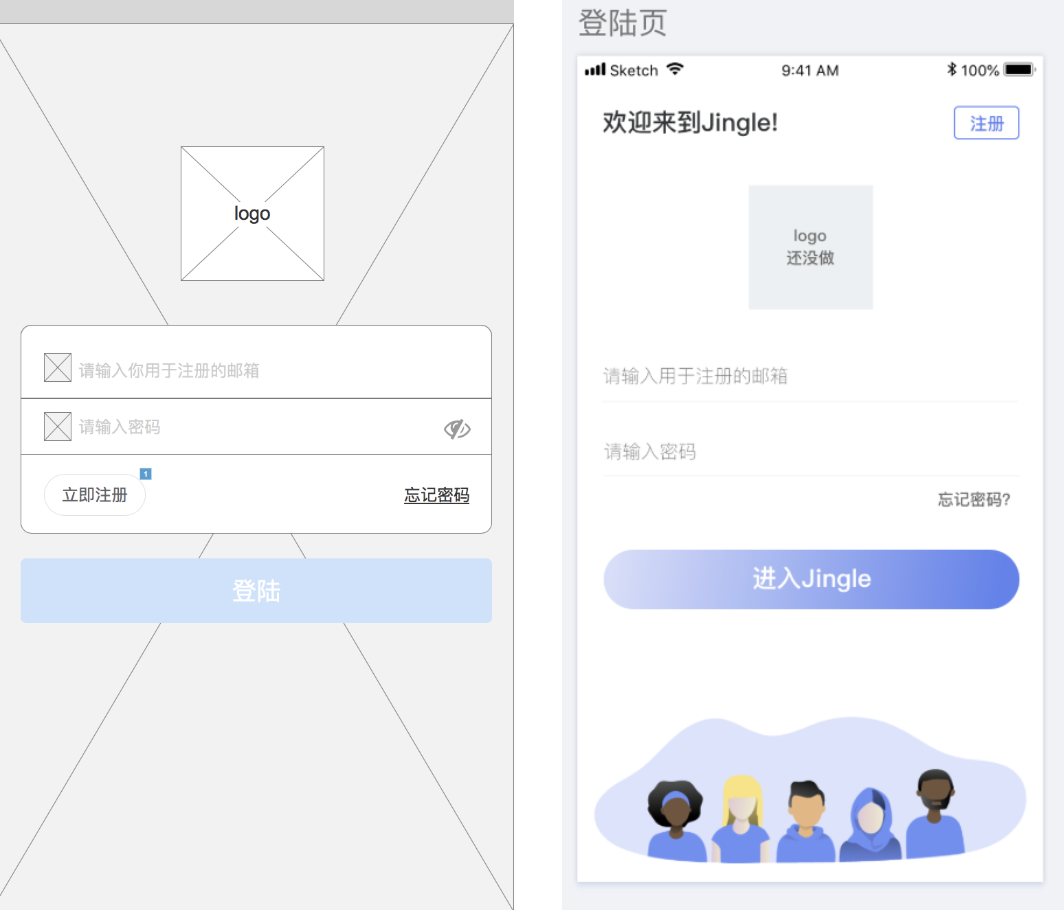 logo
请输入你用于注册的邮箱
请输入密码
立即注册
1
忘记密码
登陆
登陆页
Sketch
9:41 AM
100%
欢迎来到Jingle!
注册
logo
还没做
请输入用于注册的邮箱
请输入密码
忘记密码?
进入Jingle